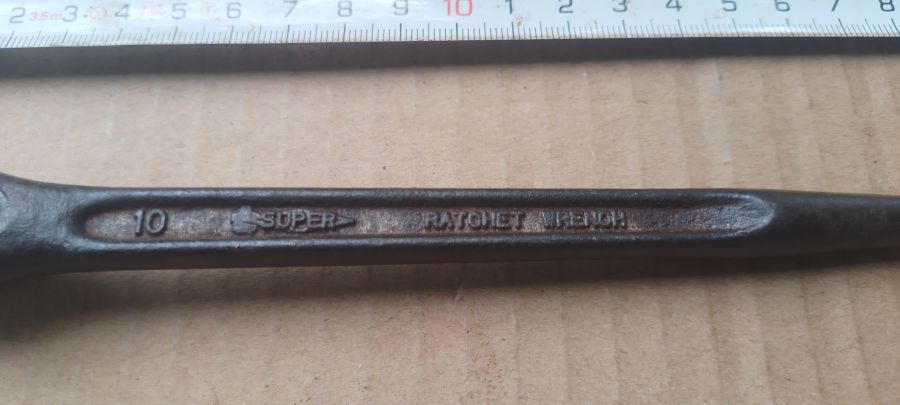 2 3.5m 3 4 5 6 7 8 9 10 1 2 3 4 5 6 7 8
10 SUPER RATCHET WRENCH